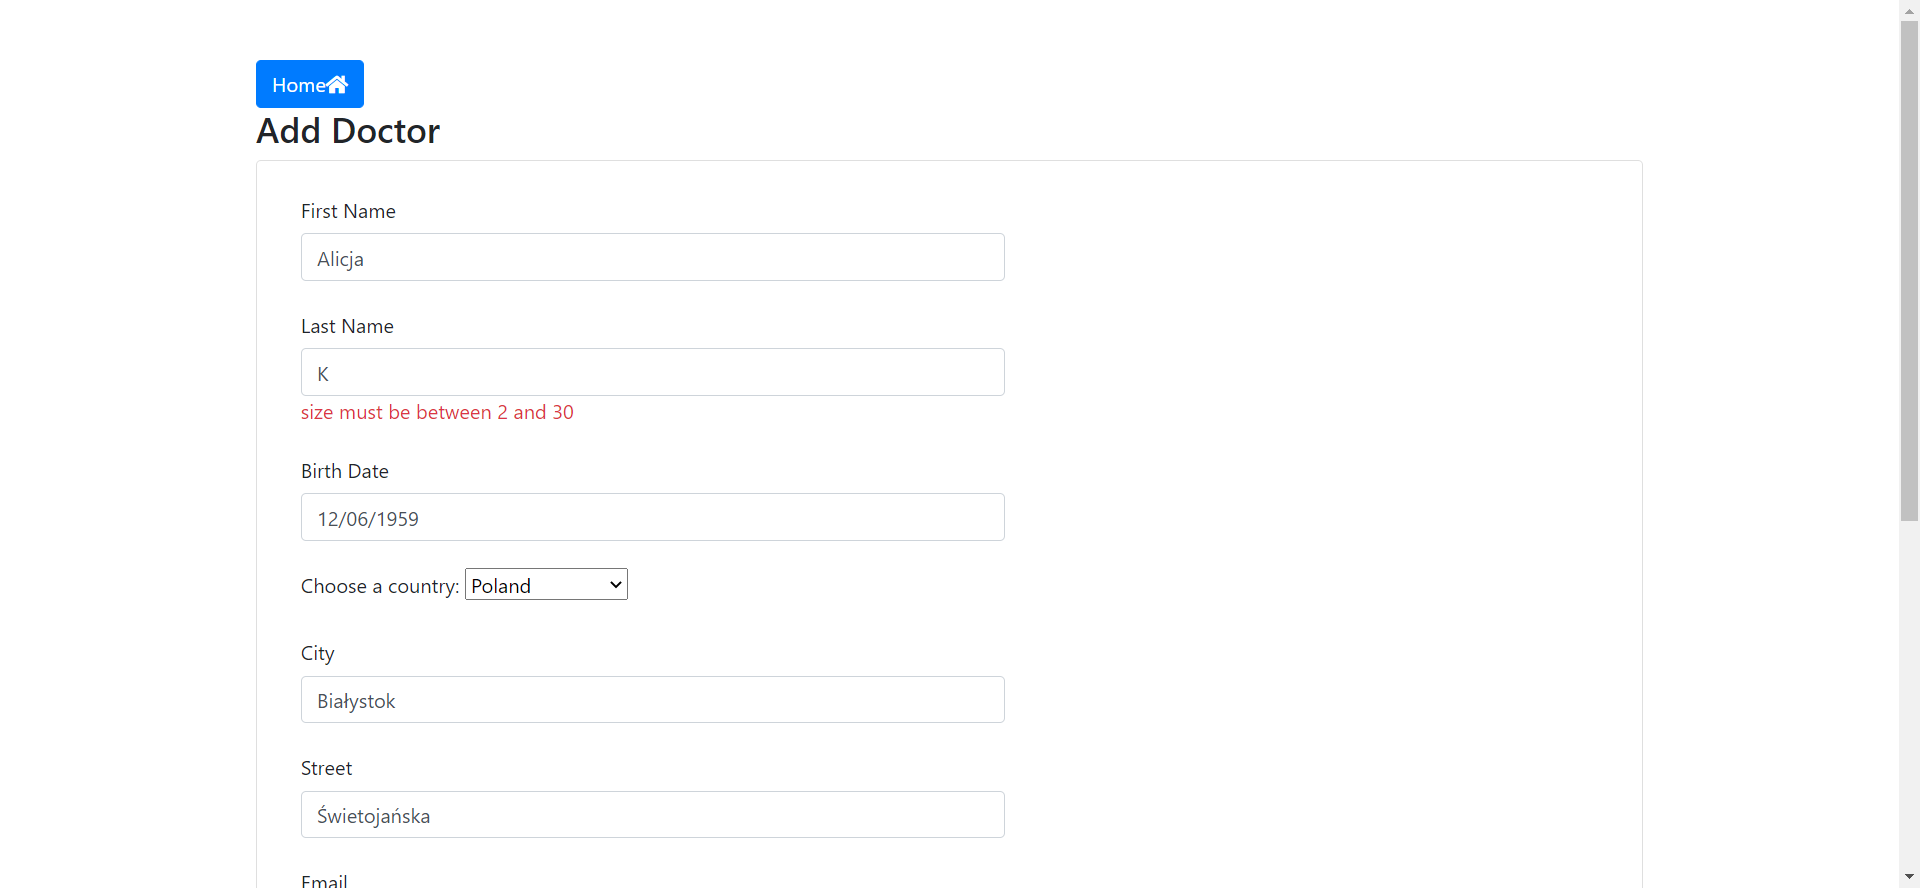 Home
Add Doctor
First Name
Alicja
Last Name
K
size must be between 2 and 30
Birth Date
12/06/1959
Choose a country: Poland
City
Białystok
Street
Świetojańska
Email